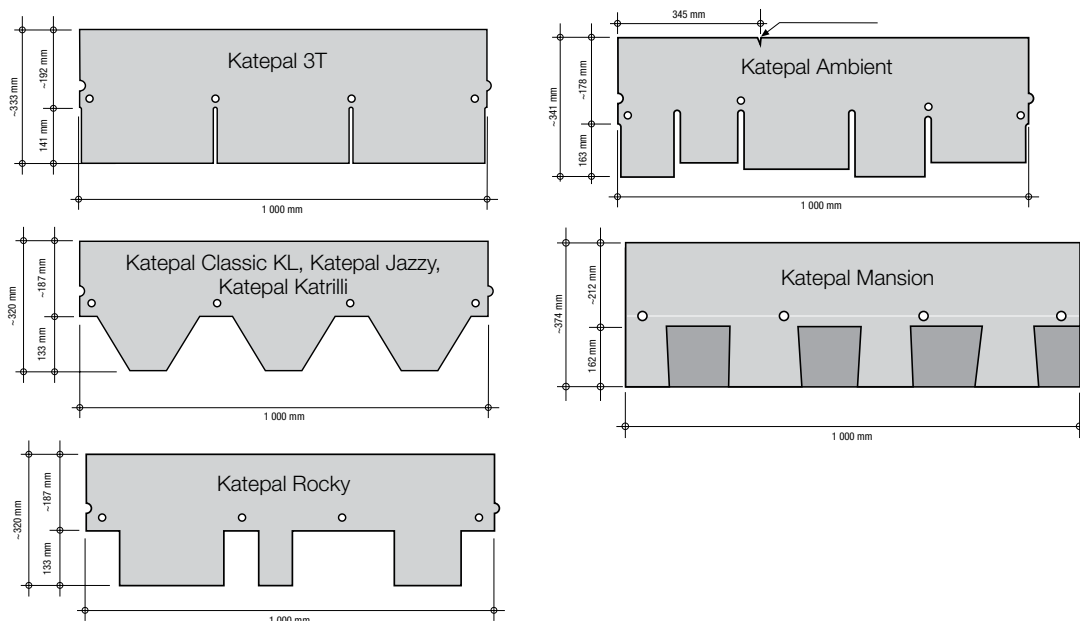 Katepal 3T
~333 mm
~192 mm
141 mm
1 000 mm
345 mm
Katepal Ambient
~341 mm
~178 mm
163 mm
1 000 mm
Katepal Classic KL, Katepal Jazzy,
Katepal Katrilli
~320 mm
~187 mm
133 mm
1 000 mm
Katepal Mansion
~374 mm
~212 mm
162 mm
1 000 mm
Katepal Rocky
~320 mm
~187 mm
133 mm
1 000 mm